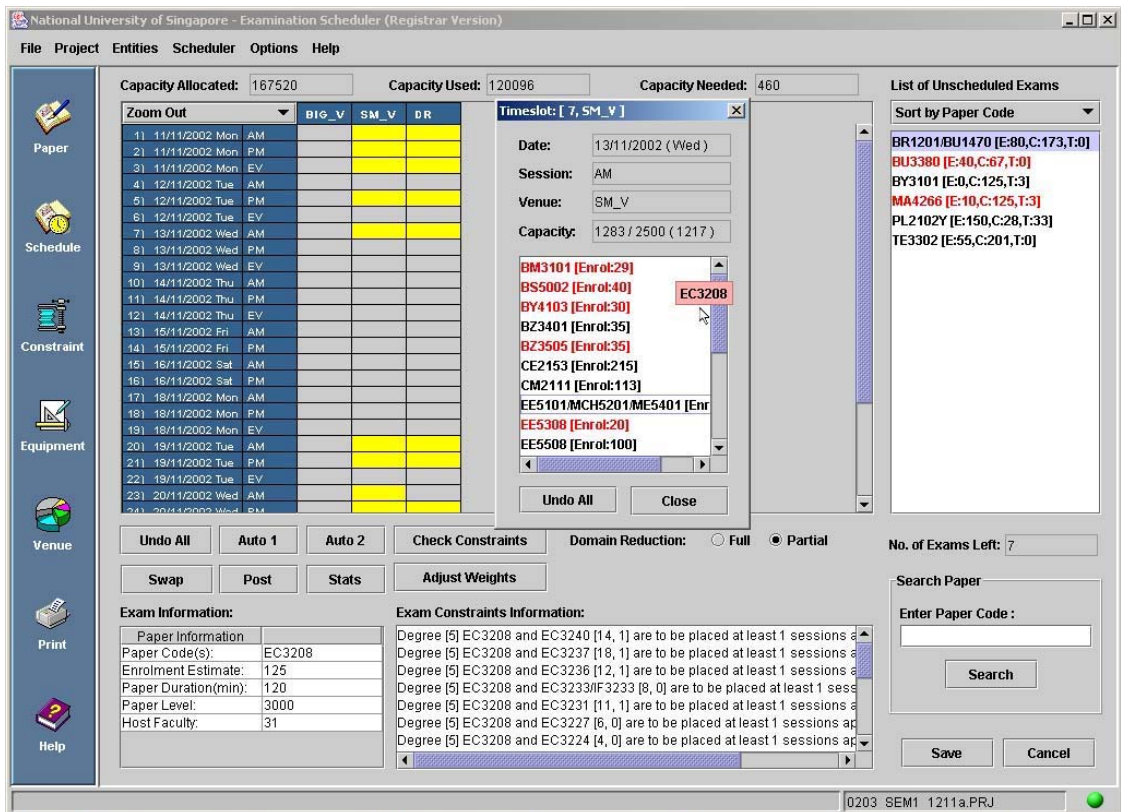 National University of Singapore - Examination Scheduler (Registrar Version)
File Project Entities Scheduler Options Help
Paper
Schedule
Constraint
Equipment
Venue
Print
Help
Capacity Allocated: 167520 Capacity Used: 120096 Capacity Needed: 460
Zoom Out BIG_V SM_V DR
1) 11/11/2002 Mon AM
2) 11/11/2002 Mon PM
3) 11/11/2002 Mon EV
4) 12/11/2002 Tue AM
5) 12/11/2002 Tue PM
6) 12/11/2002 Tue EV
7) 13/11/2002 Wed AM
8) 13/11/2002 Wed PM
9) 13/11/2002 Wed EV
10) 14/11/2002 Thu AM
11) 14/11/2002 Thu PM
12) 14/11/2002 Thu EV
13) 15/11/2002 Fri AM
14) 15/11/2002 Fri PM
15) 16/11/2002 Sat AM
16) 16/11/2002 Sat PM
17) 18/11/2002 Mon AM
18) 18/11/2002 Mon PM
19) 18/11/2002 Mon EV
20) 19/11/2002 Tue AM
21) 19/11/2002 Tue PM
22) 19/11/2002 Tue EV
23) 20/11/2002 Wed AM
24) 20/11/2002 Wed PM
Timeslot: [ 7, SM_V ]
Date: 13/11/2002 ( Wed )
Session: AM
Venue: SM_V
Capacity: 1283 / 2500 ( 1217 )
BM3101 [Enrol:29]
BS5002 [Enrol:40]
EC3208
BY4103 [Enrol:30]
BZ3401 [Enrol:35]
BZ3505 [Enrol:35]
CE2153 [Enrol:215]
CM2111 [Enrol:113]
EE5101/MCH5201/ME5401 [Enr
EE5308 [Enrol:20]
EE5508 [Enrol:100]
Undo All Close
List of Unscheduled Exams
Sort by Paper Code
BR1201/BU1470 [E:80,C:173,T:0]
BU3380 [E:40,C:67,T:0]
BY3101 [E:0,C:125,T:3]
MA4266 [E:10,C:125,T:3]
PL2102Y [E:150,C:28,T:33]
TE3302 [E:55,C:201,T:0]
Undo All Auto 1 Auto 2 Check Constraints Domain Reduction: Full Partial
Swap Post Stats Adjust Weights
No. of Exams Left: 7
Search Paper
Enter Paper Code :
Search
Save Cancel
Exam Information:
Paper Information
Paper Code(s): EC3208
Enrolment Estimate: 125
Paper Duration(min): 120
Paper Level: 3000
Host Faculty: 31
Exam Constraints Information:
Degree [5] EC3208 and EC3240 [14, 1] are to be placed at least 1 sessions a
Degree [5] EC3208 and EC3237 [18, 1] are to be placed at least 1 sessions a
Degree [5] EC3208 and EC3236 [12, 1] are to be placed at least 1 sessions a
Degree [5] EC3208 and EC3233/IF3233 [8, 0] are to be placed at least 1 sess
Degree [5] EC3208 and EC3231 [11, 1] are to be placed at least 1 sessions a
Degree [5] EC3208 and EC3227 [6, 0] are to be placed at least 1 sessions ap
Degree [5] EC3208 and EC3224 [4, 0] are to be placed at least 1 sessions ap
0203 SEM1 1211a.PRJ